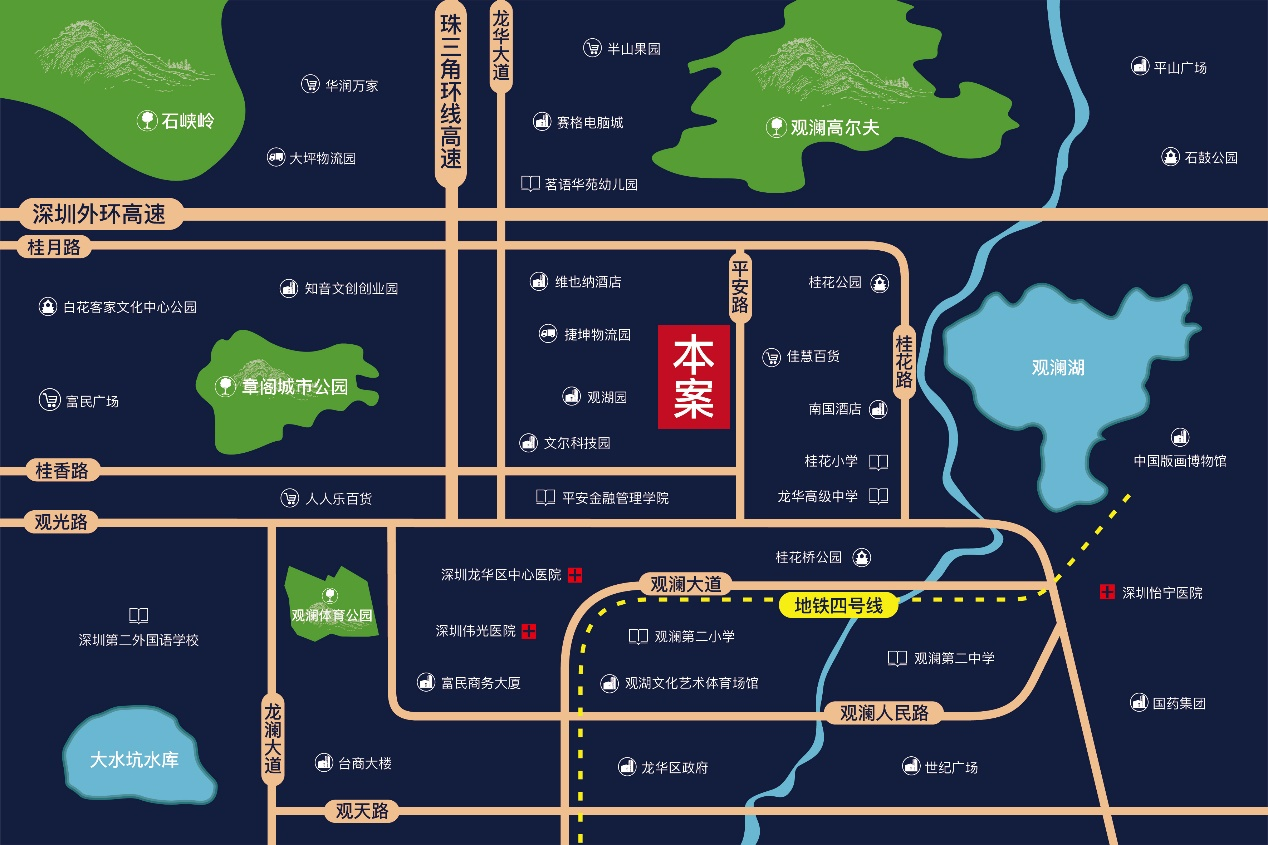 珠三角环线高速
龙华大道
半山果园
平山广场
华润万家
石峡岭
赛格电脑城
观澜高尔夫
大坪物流园
石鼓公园
茗语华苑幼儿园
深圳外环高速
桂月路
平安路
维也纳酒店
桂花公园
知音文创创业园
白花客家文化中心公园
捷坤物流园
本案
佳慧百货
桂花路
观澜湖
章阁城市公园
富民广场
观湖园
南国酒店
文尔科技园
桂花小学
中国版画博物馆
桂香路
人人乐百货
平安金融管理学院
龙华高级中学
观光路
桂花桥公园
深圳龙华区中心医院
观澜大道
地铁四号线
深圳怡宁医院
观澜体育公园
深圳第二外国语学校
深圳伟光医院
观澜第二小学
观澜第二中学
富民商务大厦
观湖文化艺术体育场馆
国药集团
龙澜大道
观澜人民路
大水坑水库
台商大楼
龙华区政府
世纪广场
观天路